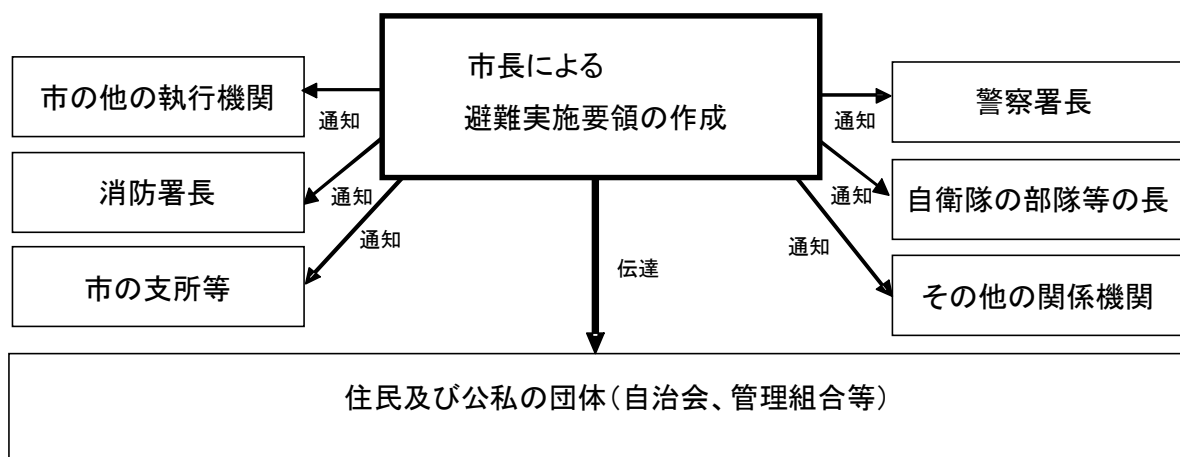 市長による
避難実施要領の作成
市の他の執行機関
通知
消防署長
通知
市の支所等
通知
警察署長
通知
自衛隊の部隊等の長
通知
その他の関係機関
通知
伝達
住民及び公私の団体（自治会、管理組合等）